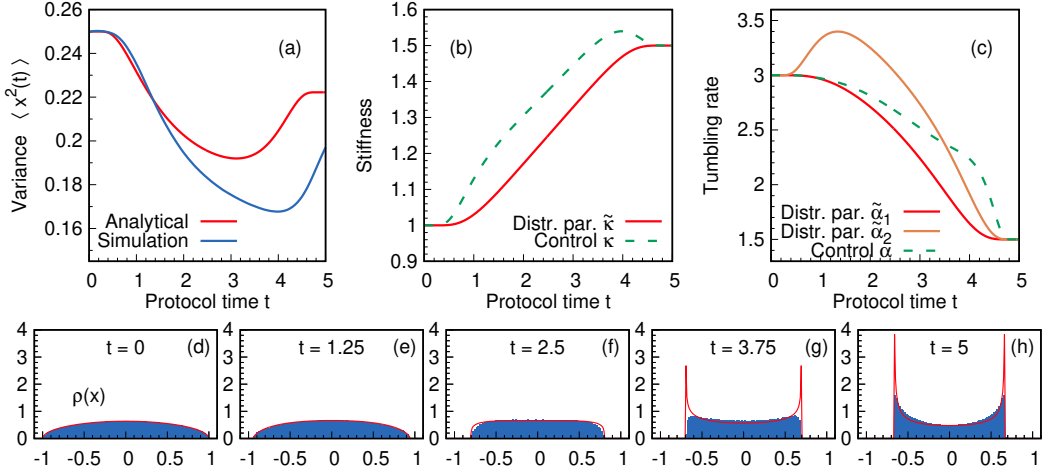 0.26
0.24
0.22
0.2
0.18
0.16
Variance ⟨ x²(t) ⟩
(a)
Analytical
Simulation
0 1 2 3 4 5
Protocol time t
1.6
1.5
1.4
1.3
1.2
1.1
1
0.9
Stiffness
(b)
Distr. par. κ̃
Control κ
0 1 2 3 4 5
Protocol time t
3.5
3
2.5
2
1.5
Tumbling rate
(c)
Distr. par. α̃₁
Distr. par. α̃₂
Control α
0 1 2 3 4 5
Protocol time t
4
3
2
1
0
t = 0 (d)
ρ(x)
-1 -0.5 0 0.5 1
t = 1.25 (e)
-1 -0.5 0 0.5 1
4
3
2
1
0
t = 2.5 (f)
-1 -0.5 0 0.5 1
4
3
2
1
0
t = 3.75 (g)
-1 -0.5 0 0.5 1
4
3
2
1
0
t = 5 (h)
-1 -0.5 0 0.5 1